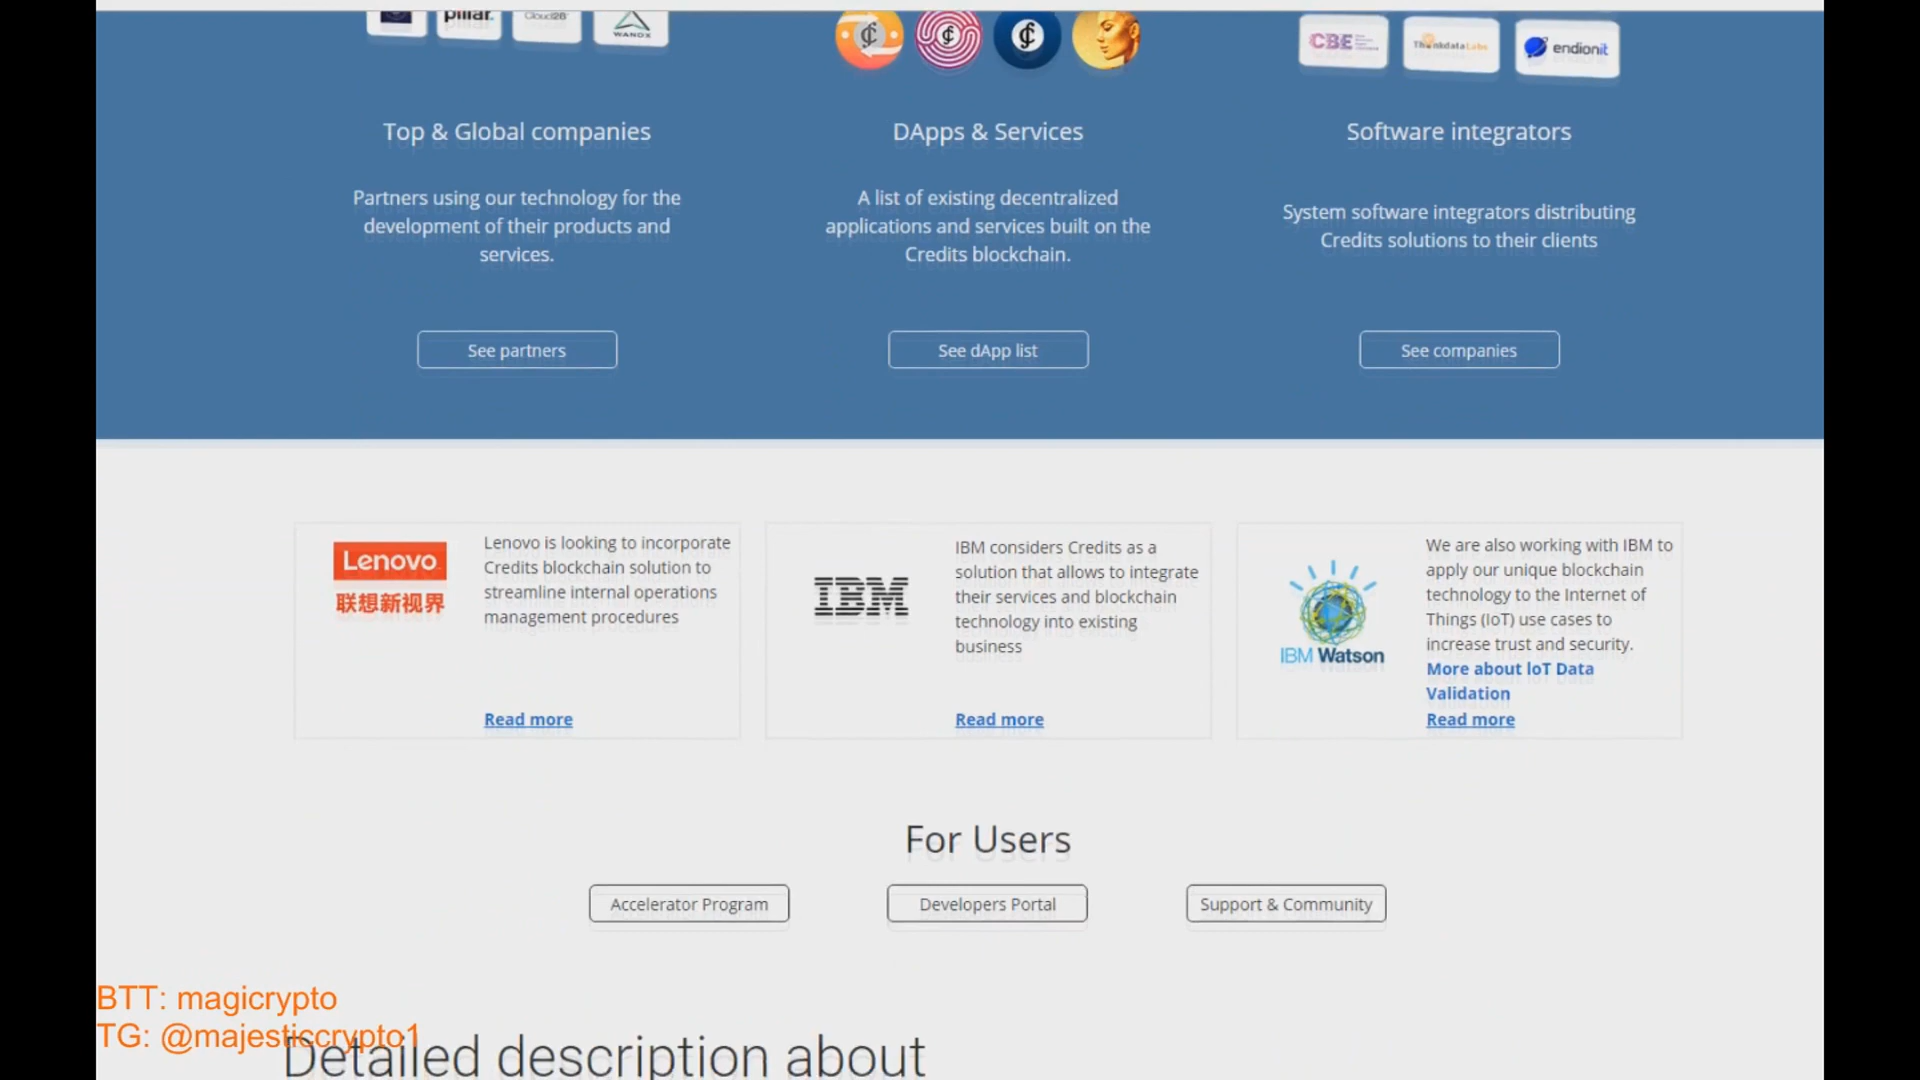 pillar.
Cloud26
WANDX
CBE
ThinkdataLabs
endionit
Top & Global companies
DApps & Services
Software integrators
Partners using our technology for the
development of their products and
services.
A list of existing decentralized
applications and services built on the
Credits blockchain.
System software integrators distributing
Credits solutions to their clients
See partners
See dApp list
See companies
Lenovo
联想新视界
Lenovo is looking to incorporate
Credits blockchain solution to
streamline internal operations
management procedures
Read more
IBM
IBM considers Credits as a
solution that allows to integrate
their services and blockchain
technology into existing
business
Read more
IBM Watson
We are also working with IBM to
apply our unique blockchain
technology to the Internet of
Things (IoT) use cases to
increase trust and security.
More about IoT Data
Validation
Read more
For Users
Accelerator Program
Developers Portal
Support & Community
BTT: magicrypto
TG: @majesticcrypto1
Detailed description about